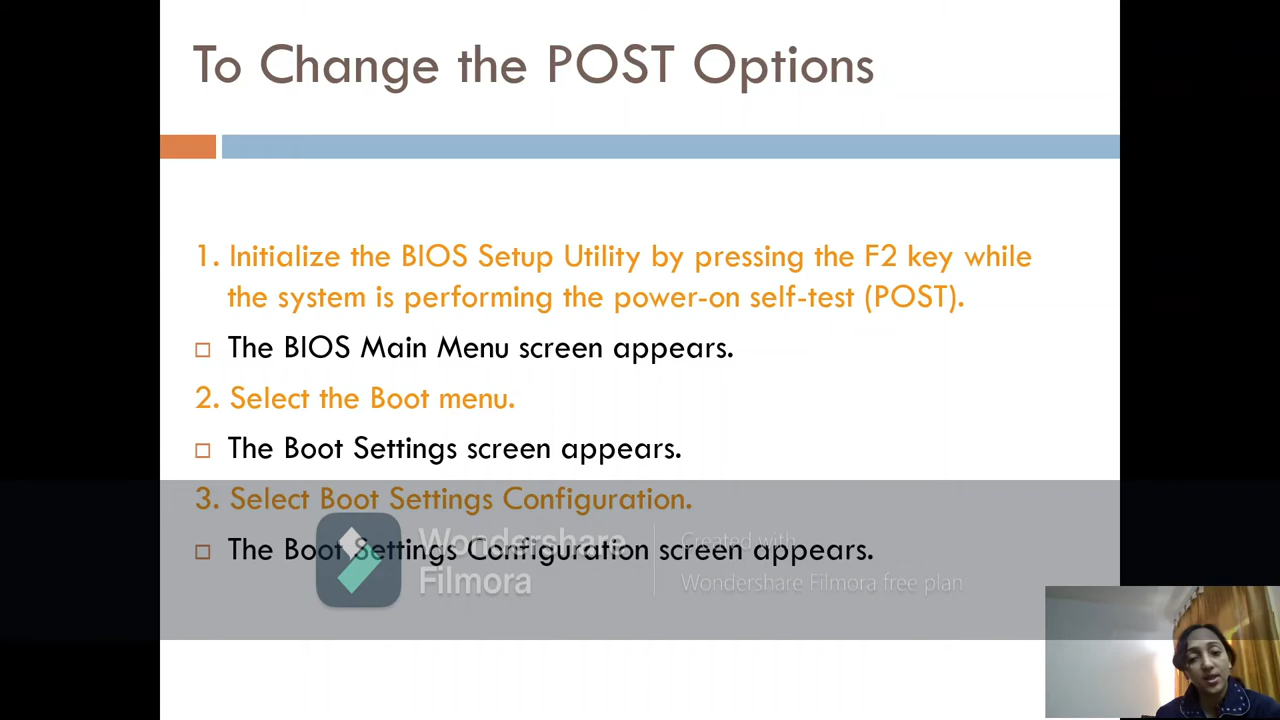 To Change the POST Options
1. Initialize the BIOS Setup Utility by pressing the F2 key while
the system is performing the power-on self-test (POST).
The BIOS Main Menu screen appears.
2. Select the Boot menu.
The Boot Settings screen appears.
3. Select Boot Settings Configuration.
The Boot Settings Configuration screen appears.
Wondershare
Filmora
Created with
Wondershare Filmora free plan